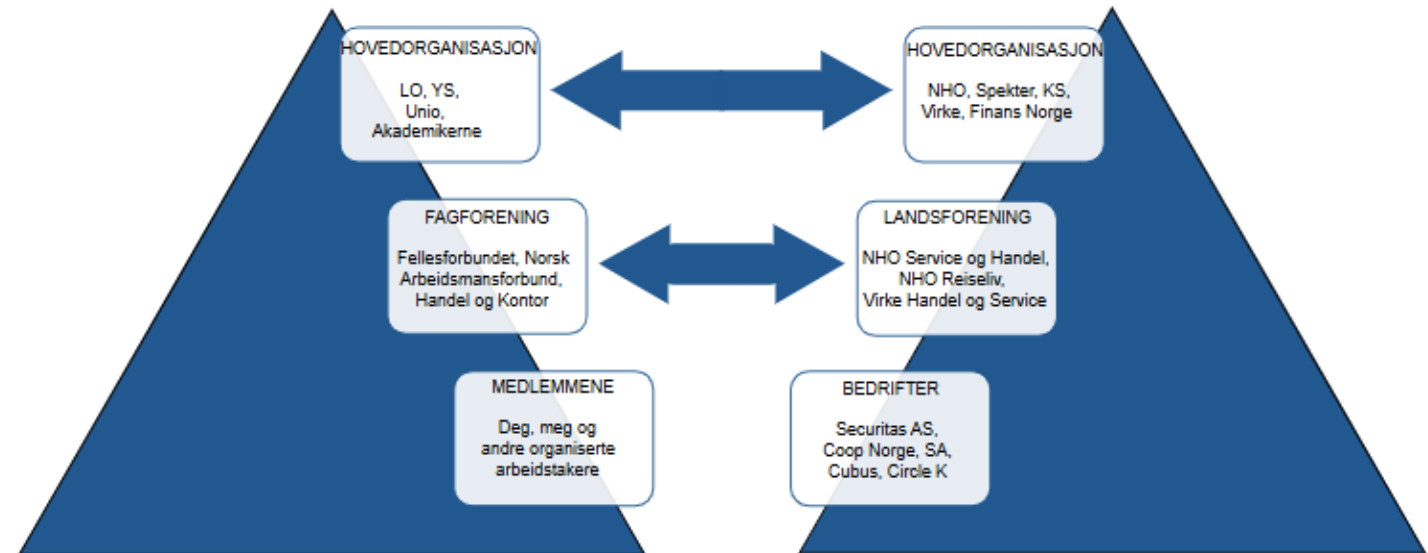 HOVEDORGANISASJON
LO, YS,
Unio,
Akademikerne
HOVEDORGANISASJON
NHO, Spekter, KS,
Virke, Finans Norge
FAGFORENING
Fellesforbundet, Norsk
Arbeidsmansforbund,
Handel og Kontor
LANDSFORENING
NHO Service og Handel,
NHO Reiseliv,
Virke Handel og Service
MEDLEMMENE
Deg, meg og
andre organiserte
arbeidstakere
BEDRIFTER
Securitas AS,
Coop Norge, SA,
Cubus, Circle K